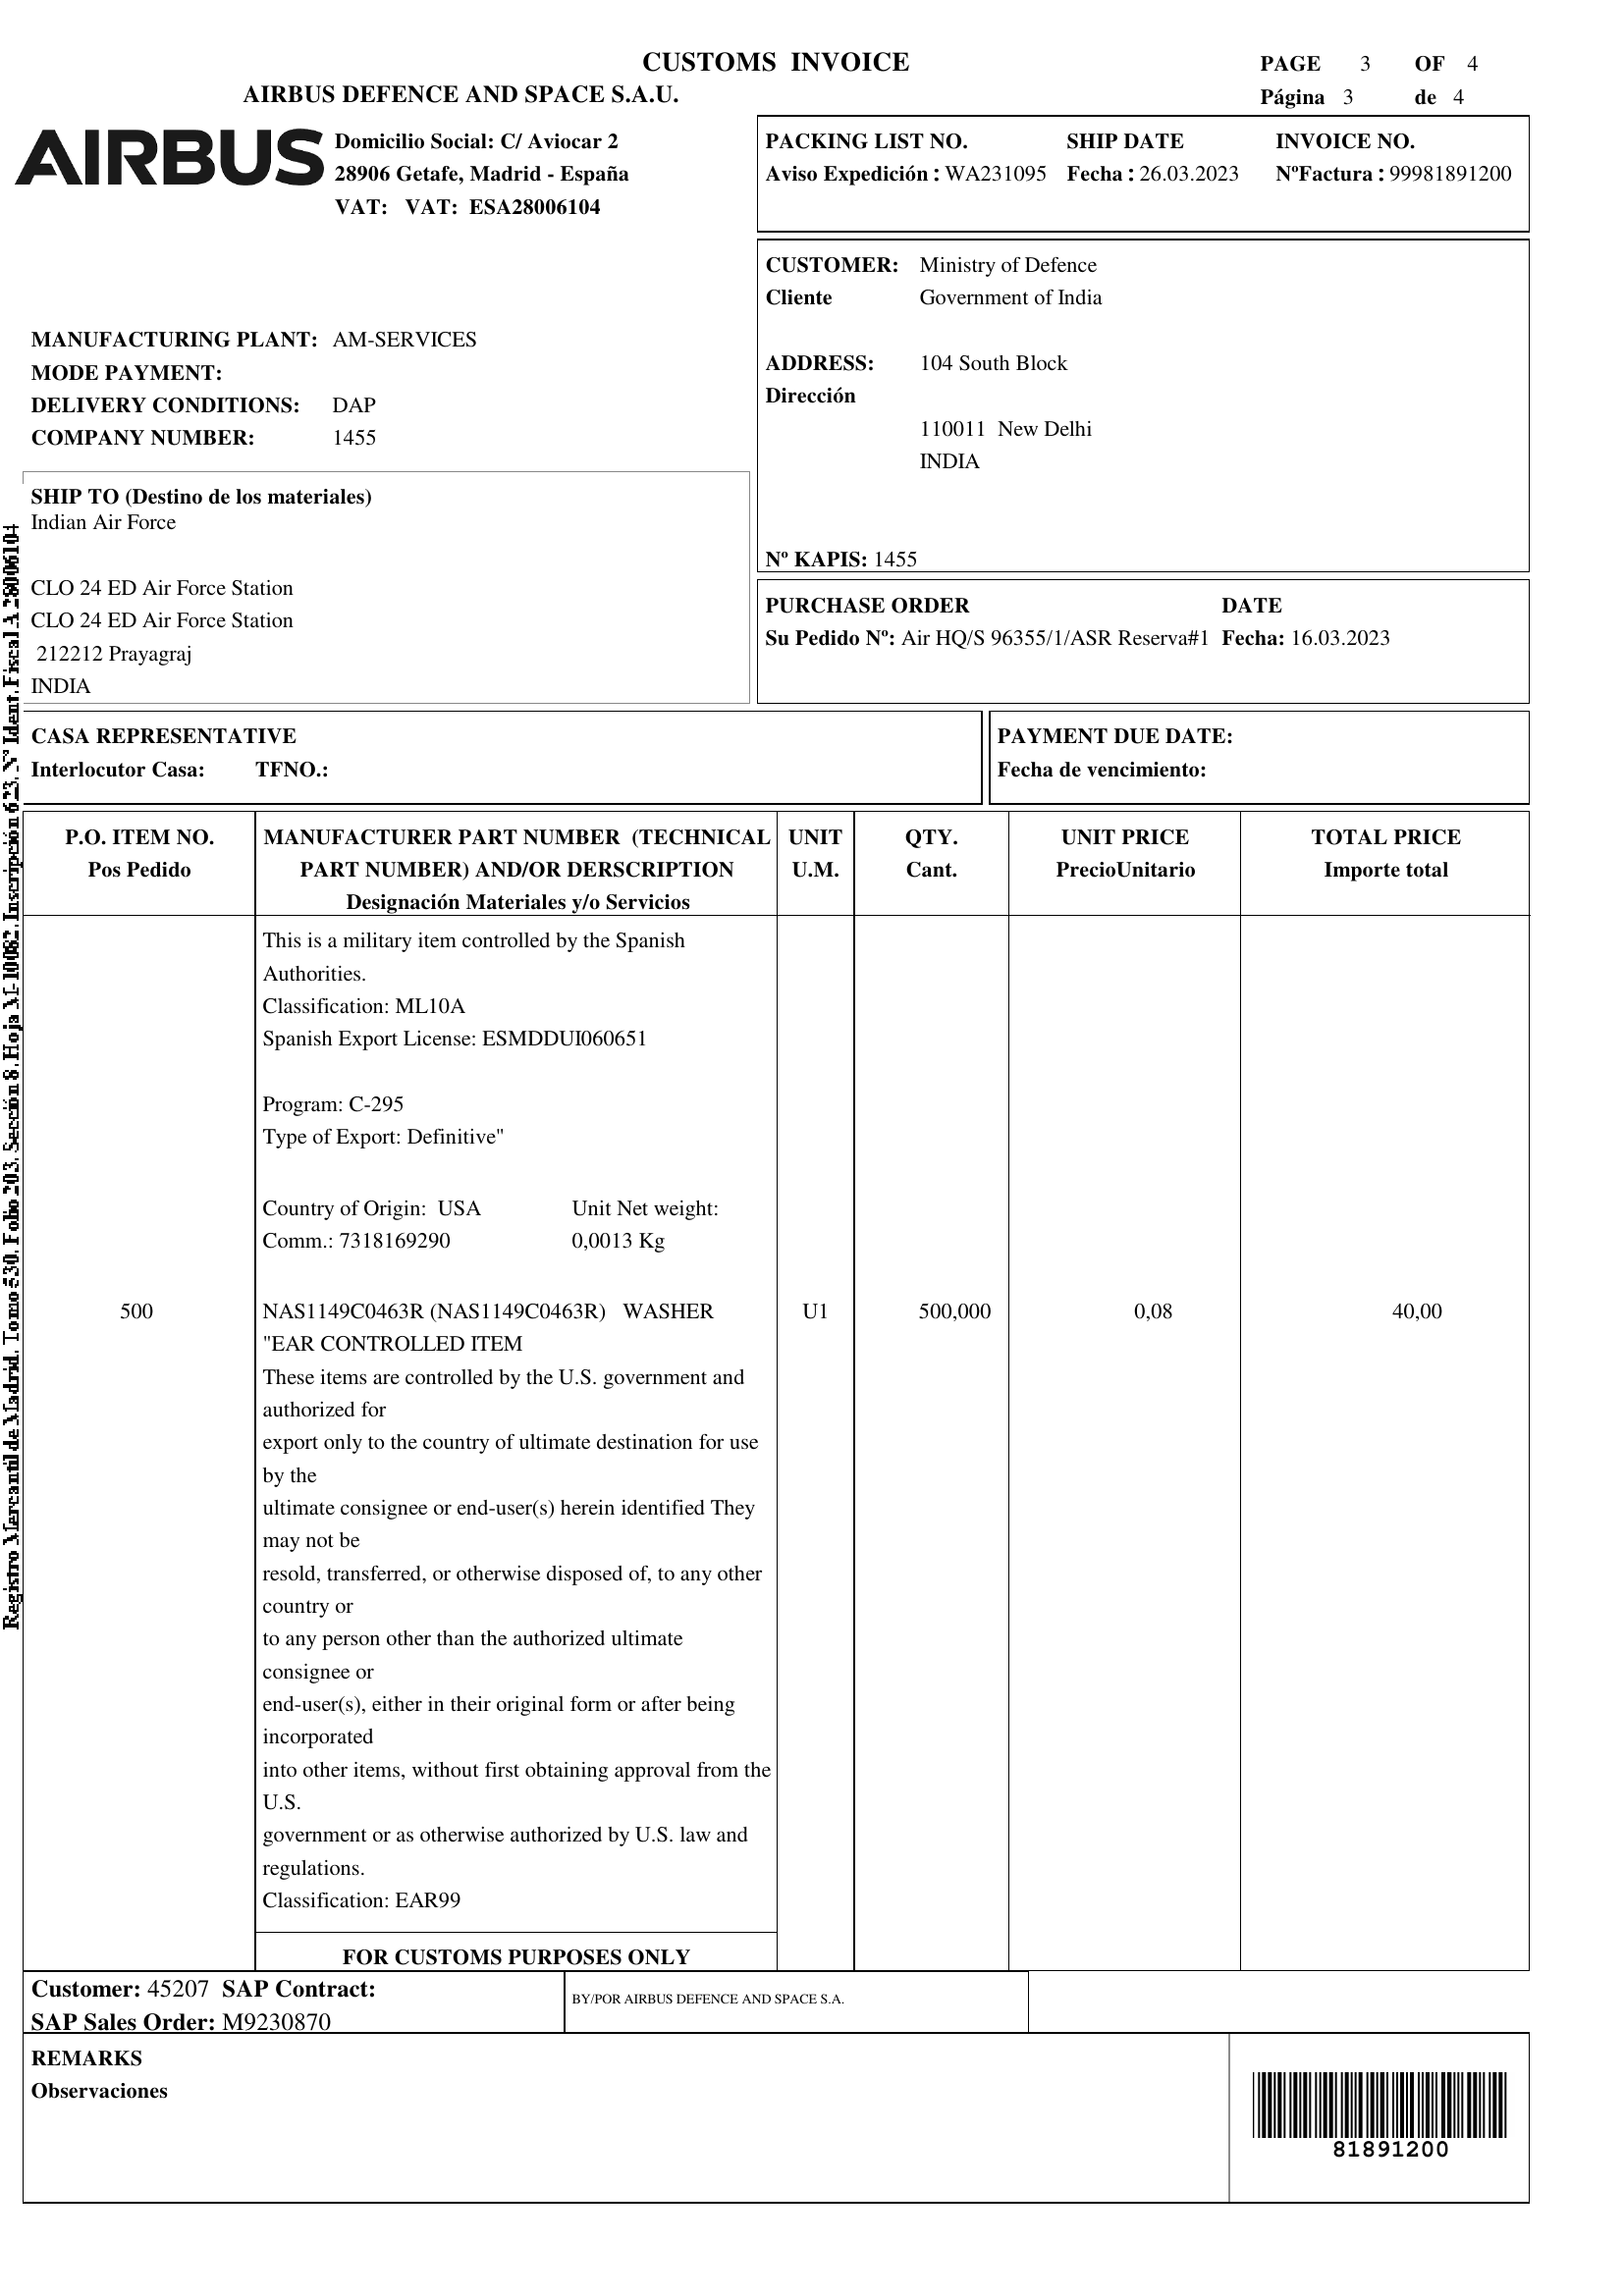 CUSTOMS INVOICE
PAGE 3 OF 4
AIRBUS DEFENCE AND SPACE S.A.U.
Página 3 de 4
AIRBUS
Domicilio Social: C/ Aviocar 2
28906 Getafe, Madrid - España
VAT: VAT: ESA28006104
PACKING LIST NO. SHIP DATE INVOICE NO.
Aviso Expedición : WA231095 Fecha : 26.03.2023 NºFactura : 99981891200
CUSTOMER: Ministry of Defence
Cliente Government of India
ADDRESS: 104 South Block
Dirección
110011 New Delhi
INDIA
Nº KAPIS: 1455
MANUFACTURING PLANT: AM-SERVICES
MODE PAYMENT:
DELIVERY CONDITIONS: DAP
COMPANY NUMBER: 1455
SHIP TO (Destino de los materiales)
Indian Air Force
CLO 24 ED Air Force Station
CLO 24 ED Air Force Station
212212 Prayagraj
INDIA
PURCHASE ORDER DATE
Su Pedido Nº: Air HQ/S 96355/1/ASR Reserva#1 Fecha: 16.03.2023
CASA REPRESENTATIVE
Interlocutor Casa: TFNO.:
PAYMENT DUE DATE:
Fecha de vencimiento:
P.O. ITEM NO. MANUFACTURER PART NUMBER (TECHNICAL UNIT QTY. UNIT PRICE TOTAL PRICE
Pos Pedido PART NUMBER) AND/OR DERSCRIPTION U.M. Cant. PrecioUnitario Importe total
Designación Materiales y/o Servicios
This is a military item controlled by the Spanish
Authorities.
Classification: ML10A
Spanish Export License: ESMDDUI060651
Program: C-295
Type of Export: Definitive"
Country of Origin: USA Unit Net weight:
Comm.: 7318169290 0,0013 Kg
500 NAS1149C0463R (NAS1149C0463R) WASHER U1 500,000 0,08 40,00
"EAR CONTROLLED ITEM
These items are controlled by the U.S. government and
authorized for
export only to the country of ultimate destination for use
by the
ultimate consignee or end-user(s) herein identified They
may not be
resold, transferred, or otherwise disposed of, to any other
country or
to any person other than the authorized ultimate
consignee or
end-user(s), either in their original form or after being
incorporated
into other items, without first obtaining approval from the
U.S.
government or as otherwise authorized by U.S. law and
regulations.
Classification: EAR99
FOR CUSTOMS PURPOSES ONLY
Customer: 45207 SAP Contract:
SAP Sales Order: M9230870
BY/POR AIRBUS DEFENCE AND SPACE S.A.
REMARKS
Observaciones
81891200
Registro Mercantil de Madrid, Tomo 530, Folio 203, Sección 8, Hoja M-10082, Inscripción 623, Nº Ident. Fiscal A 28006104